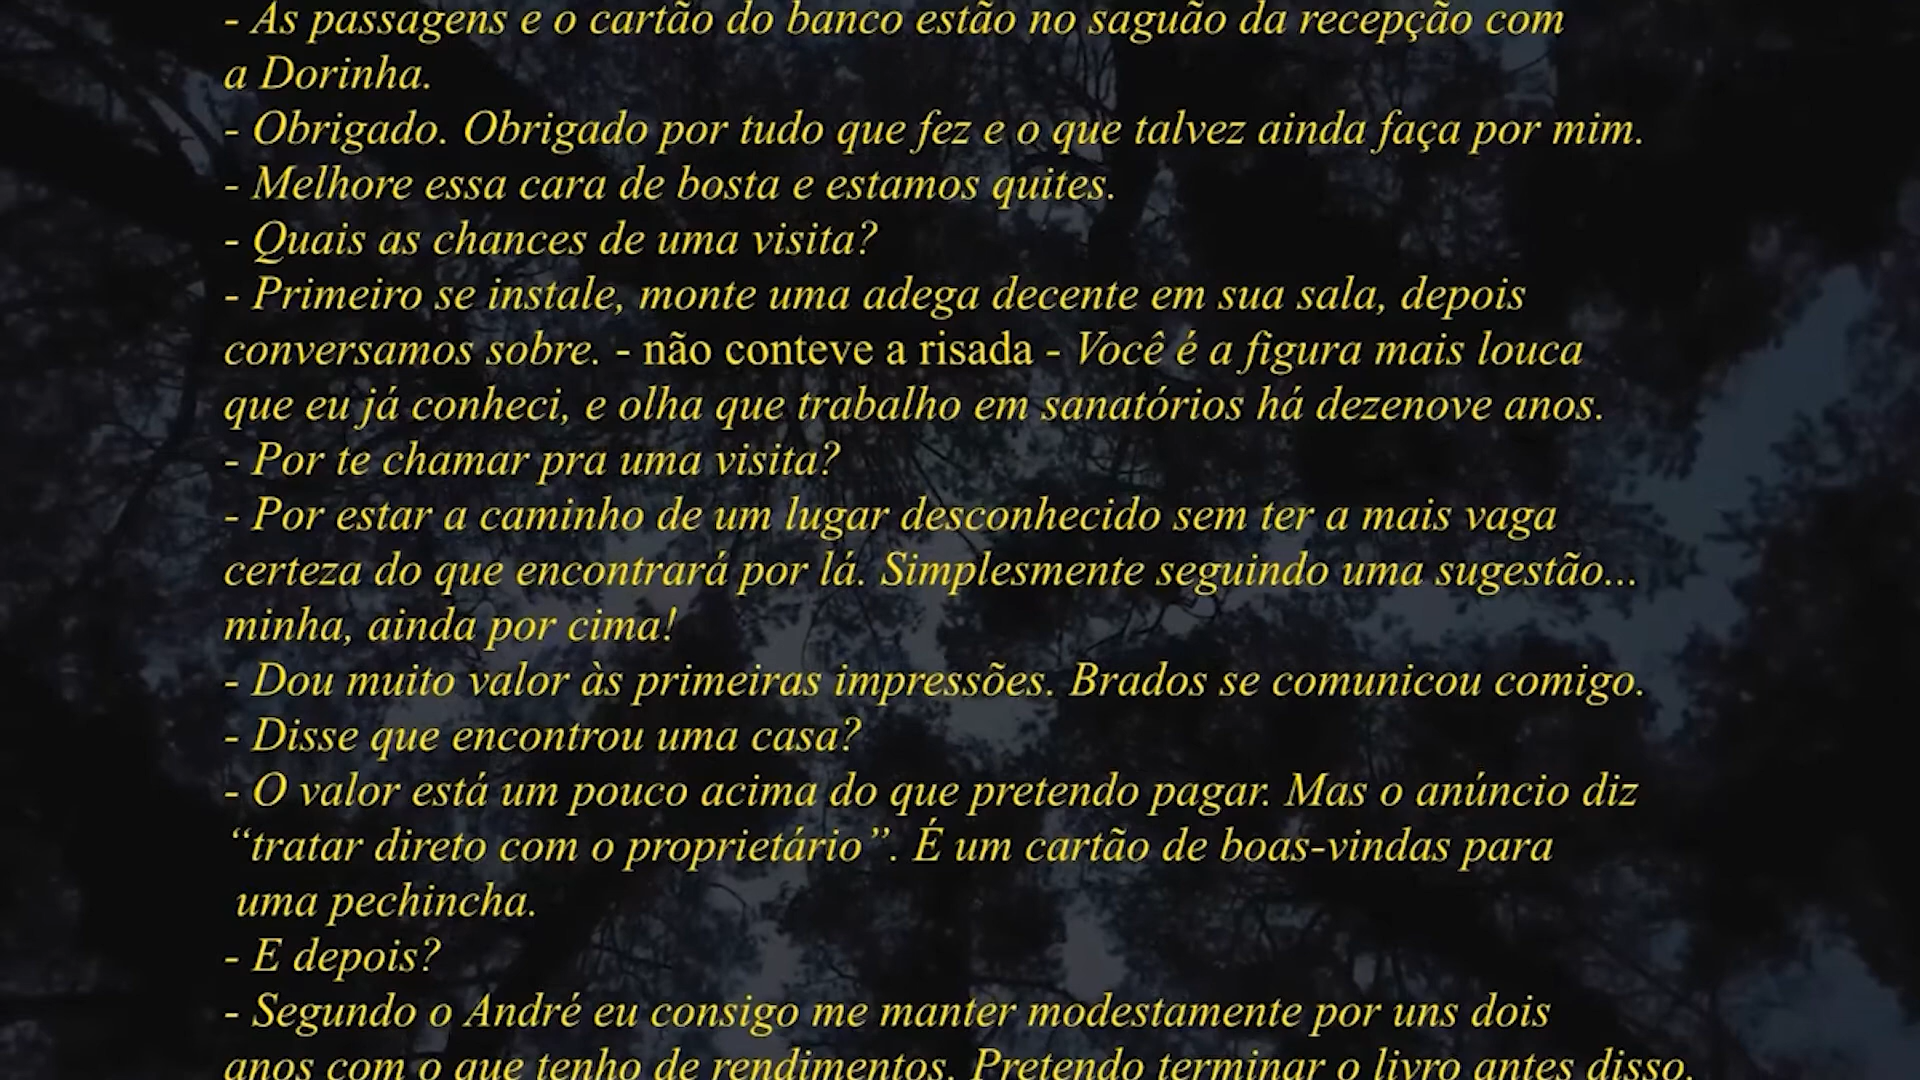 - As passagens e o cartão do banco estão no saguão da recepção com
a Dorinha.
- Obrigado. Obrigado por tudo que fez e o que talvez ainda faça por mim.
- Melhore essa cara de bosta e estamos quites.
- Quais as chances de uma visita?
- Primeiro se instale, monte uma adega decente em sua sala, depois
conversamos sobre. - não conteve a risada - Você é a figura mais louca
que eu já conheci, e olha que trabalho em sanatórios há dezenove anos.
- Por te chamar pra uma visita?
- Por estar a caminho de um lugar desconhecido sem ter a mais vaga
certeza do que encontrará por lá. Simplesmente seguindo uma sugestão...
minha, ainda por cima!
- Dou muito valor às primeiras impressões. Brados se comunicou comigo.
- Disse que encontrou uma casa?
- O valor está um pouco acima do que pretendo pagar. Mas o anúncio diz
“tratar direto com o proprietário”. É um cartão de boas-vindas para
uma pechincha.
- E depois?
- Segundo o André eu consigo me manter modestamente por uns dois
anos com o que tenho de rendimentos. Pretendo terminar o livro antes disso.